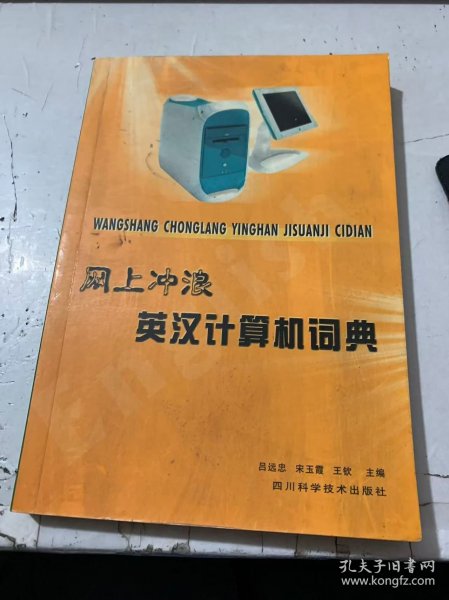 WANGSHANG CHONGLANG YINGHAN JISUANJI CIDIAN
网上冲浪
英汉计算机词典
English
吕远忠 宋玉霞 王钦 主编
四川科学技术出版社
孔夫子旧书网
www.kongfz.com